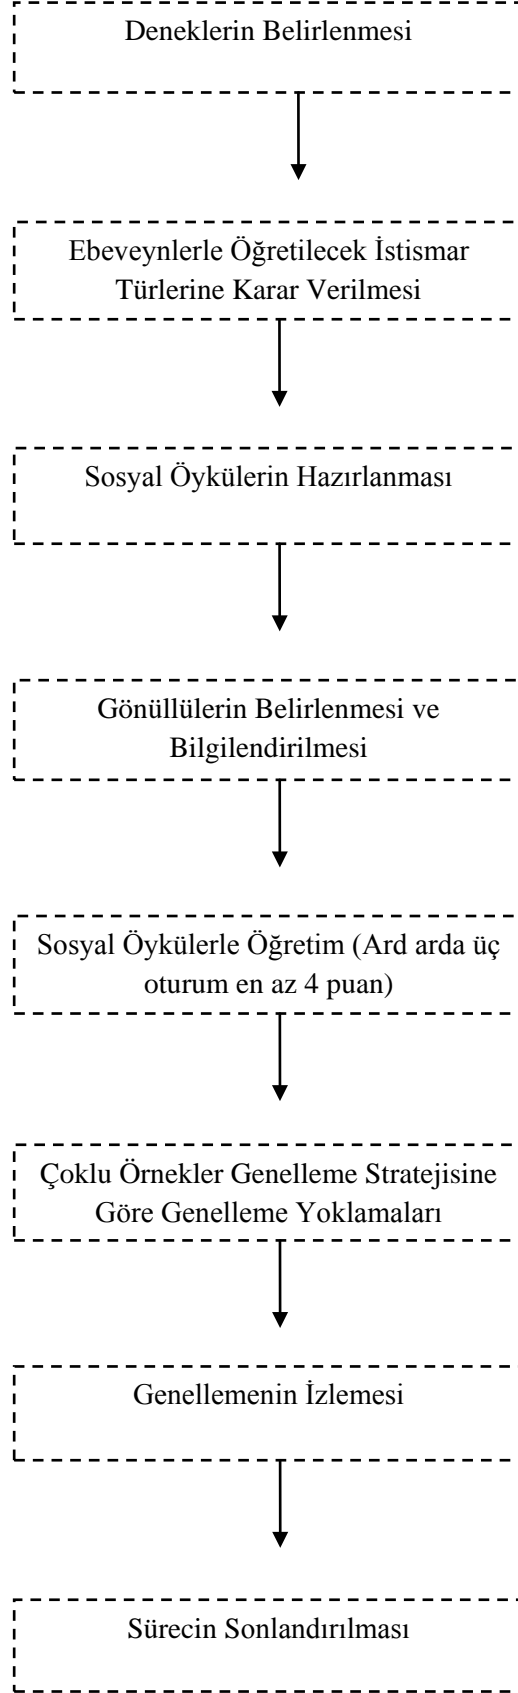 Deneklerin Belirlenmesi
Ebeveynlerle Öğretilecek İstismar
Türlerine Karar Verilmesi
Sosyal Öykülerin Hazırlanması
Gönüllülerin Belirlenmesi ve
Bilgilendirilmesi
Sosyal Öykülerle Öğretim (Ard arda üç
oturum en az 4 puan)
Çoklu Örnekler Genelleme Stratejisine
Göre Genelleme Yoklamaları
Genellemenin İzlemesi
Sürecin Sonlandırılması